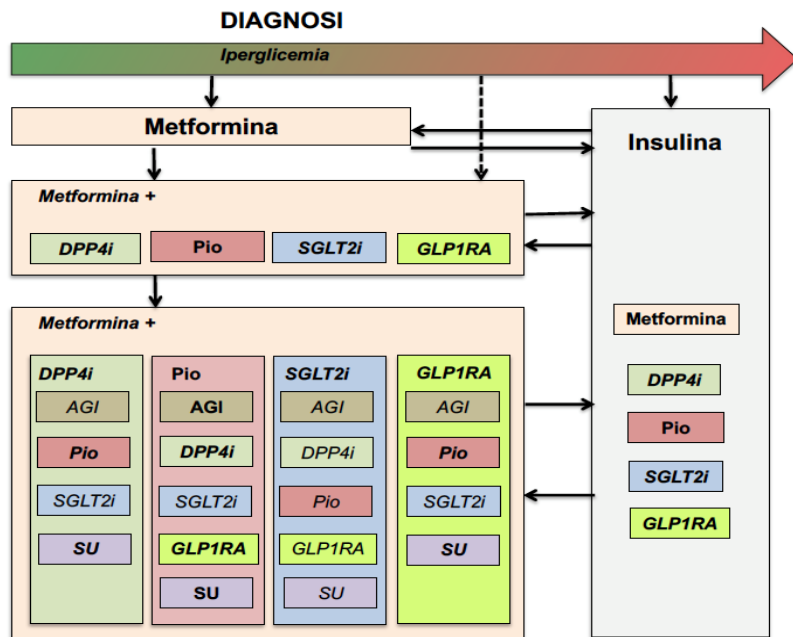 DIAGNOSI
Iperglicemia
Metformina
Insulina
Metformina +
DPP4i
Pio
SGLT2i
GLP1RA
Metformina +
DPP4i
AGI
Pio
SGLT2i
SU
Pio
AGI
DPP4i
SGLT2i
GLP1RA
SU
SGLT2i
AGI
DPP4i
Pio
GLP1RA
SU
GLP1RA
AGI
Pio
SGLT2i
SU
Metformina
DPP4i
Pio
SGLT2i
GLP1RA